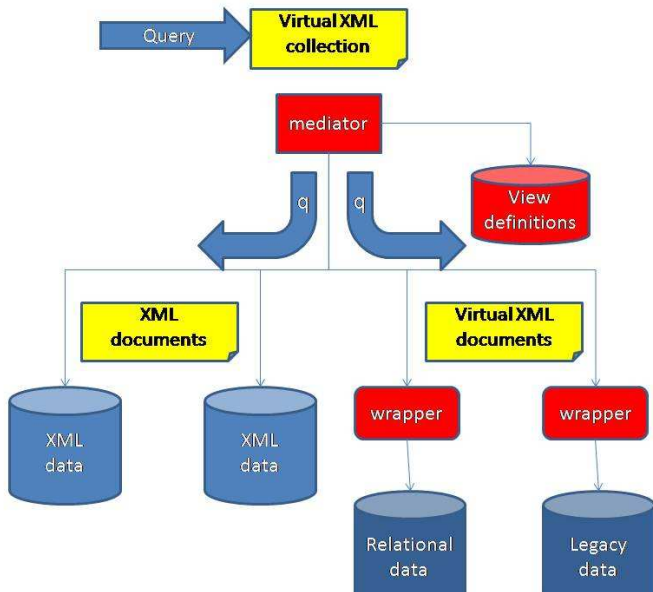 Query
Virtual XML
collection
mediator
View
definitions
q
q
XML
documents
Virtual XML
documents
wrapper
wrapper
XML
data
XML
data
Relational
data
Legacy
data